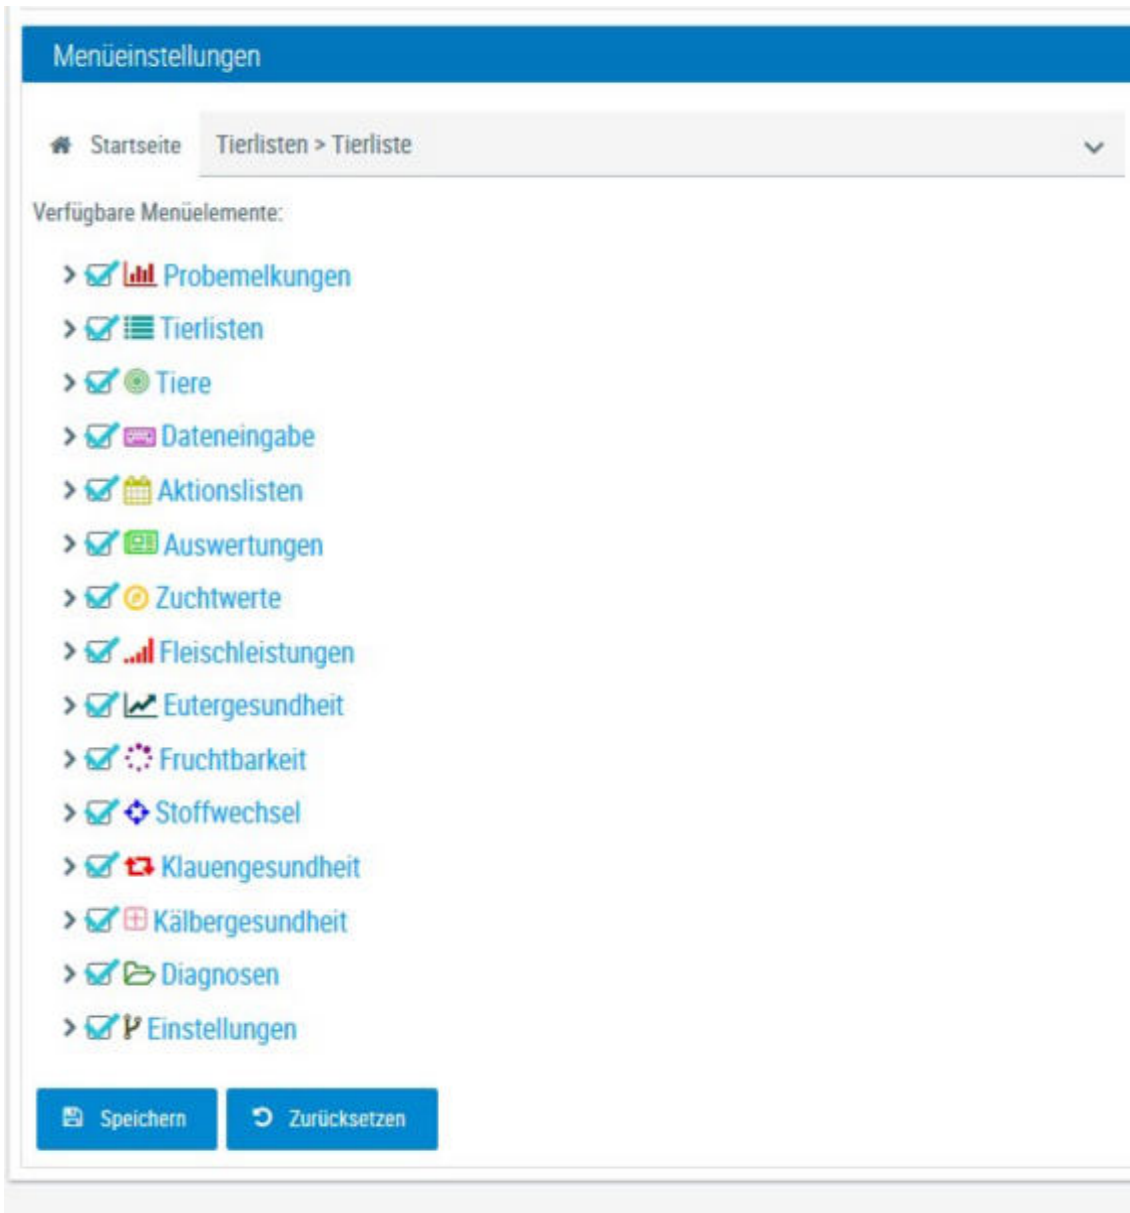 Menüeinstellungen
Startseite Tierlisten > Tierliste
Verfügbare Menüelemente:
Probemelkungen
Tierlisten
Tiere
Dateneingabe
Aktionslisten
Auswertungen
Zuchtwerte
Fleischleistungen
Eutergesundheit
Fruchtbarkeit
Stoffwechsel
Klauengesundheit
Kälbergesundheit
Diagnosen
Einstellungen
Speichern Zurücksetzen